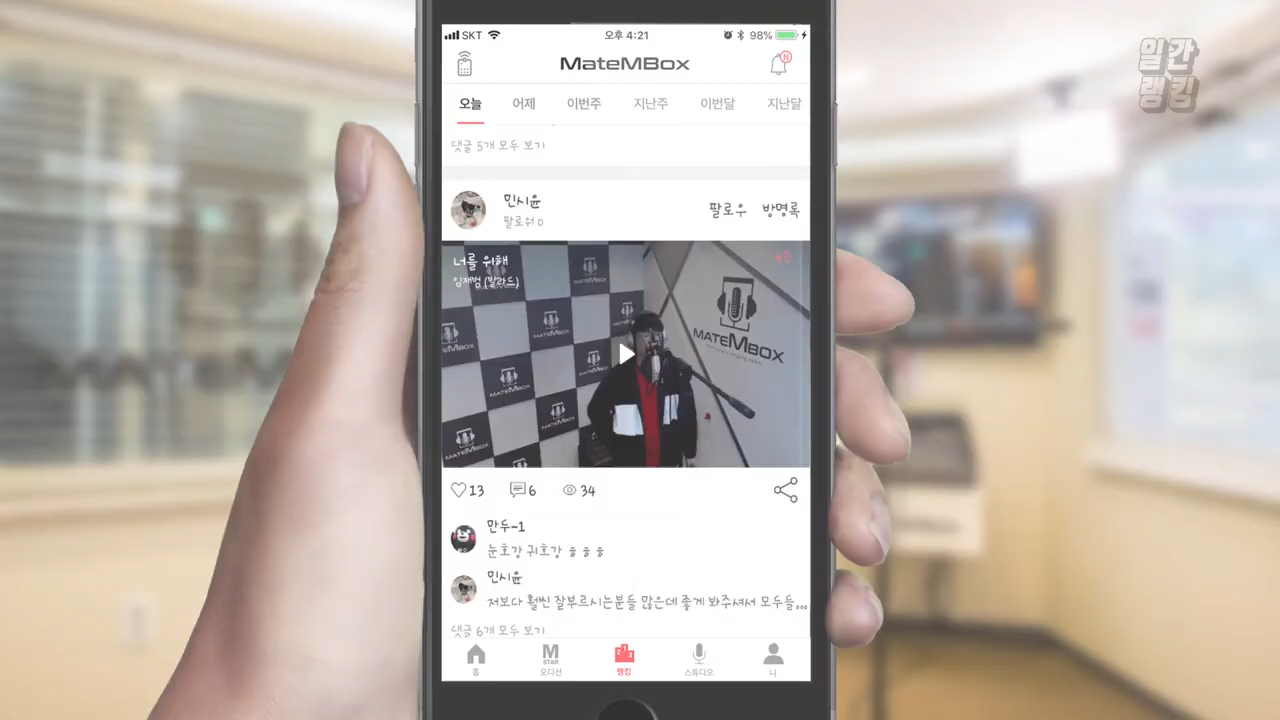 SKT 오후 4:21 98%
MateMBox N
오늘 어제 이번주 지난주 이번달 지난달
댓글 5개 모두 보기
민시윤
팔로워 0
팔로우 방명록
너를 위해
임재범 (발라드)
MATEMBOX
13 6 34
만두-1
눈호강 귀호강 ㅎㅎㅎ
민시윤
저보다 훨씬 잘부르시는분들 많은데 좋게 봐주셔서 모두들...
댓글 6개 모두 보기
홈 M STAR 오디션 랭킹 스튜디오 나
일간
랭킹